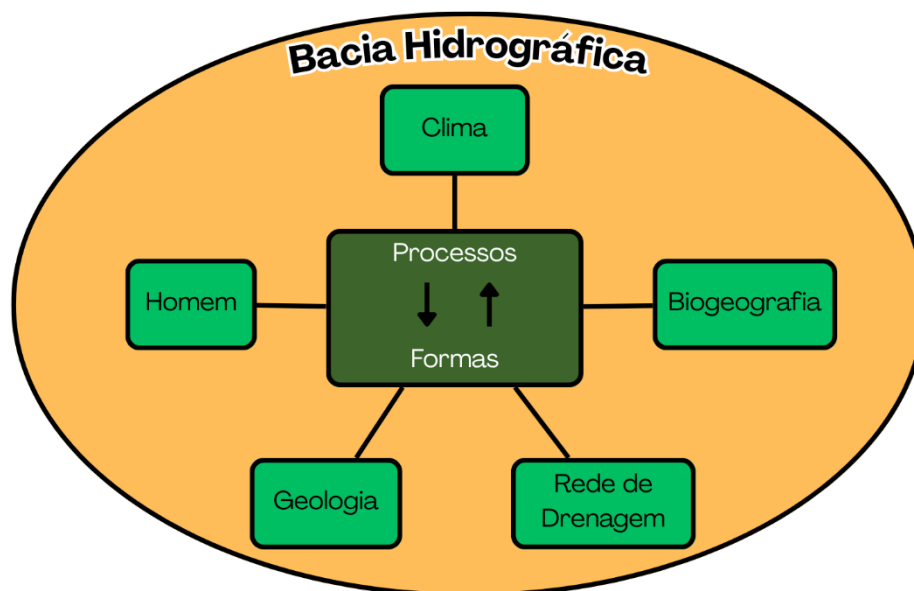 Bacia Hidrográfica
Clima
Processos
Homem
Biogeografia
Formas
Geologia
Rede de
Drenagem